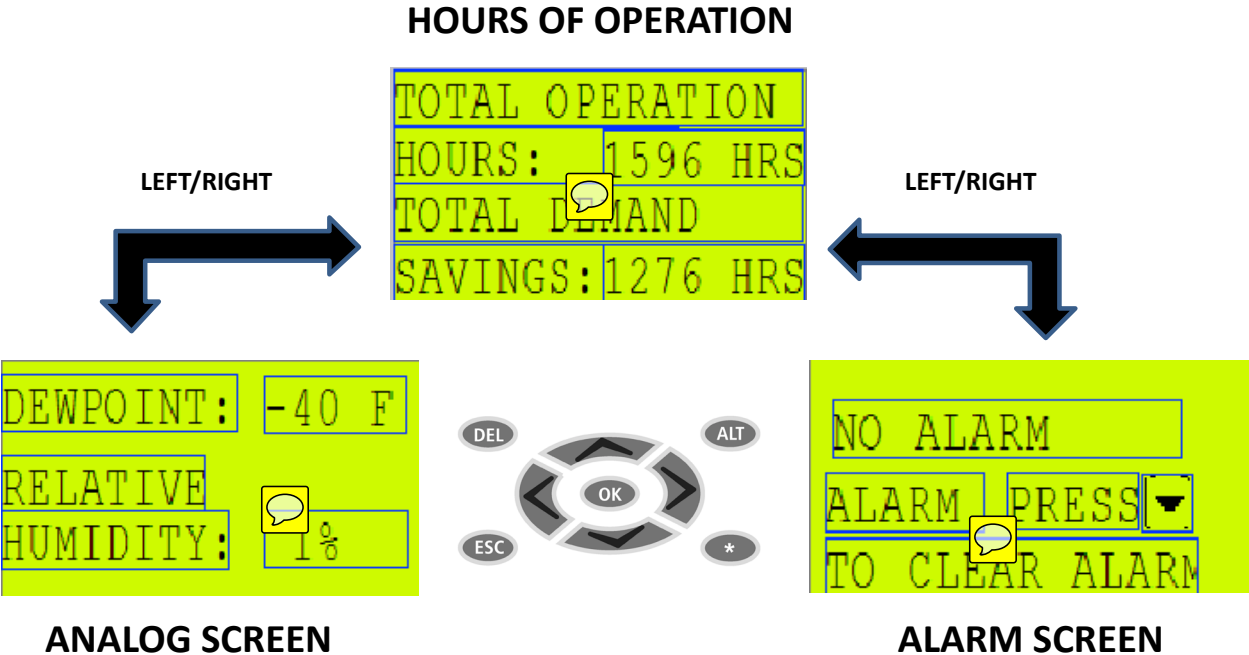 HOURS OF OPERATION
TOTAL OPERATION
HOURS: 1596 HRS
TOTAL DEMAND
SAVINGS: 1276 HRS
LEFT/RIGHT
LEFT/RIGHT
DEWPOINT: -40 F
RELATIVE
HUMIDITY: 1%
ANALOG SCREEN
DEL
ALT
OK
ESC
*
NO ALARM
ALARM PRESS
TO CLEAR ALARM
ALARM SCREEN